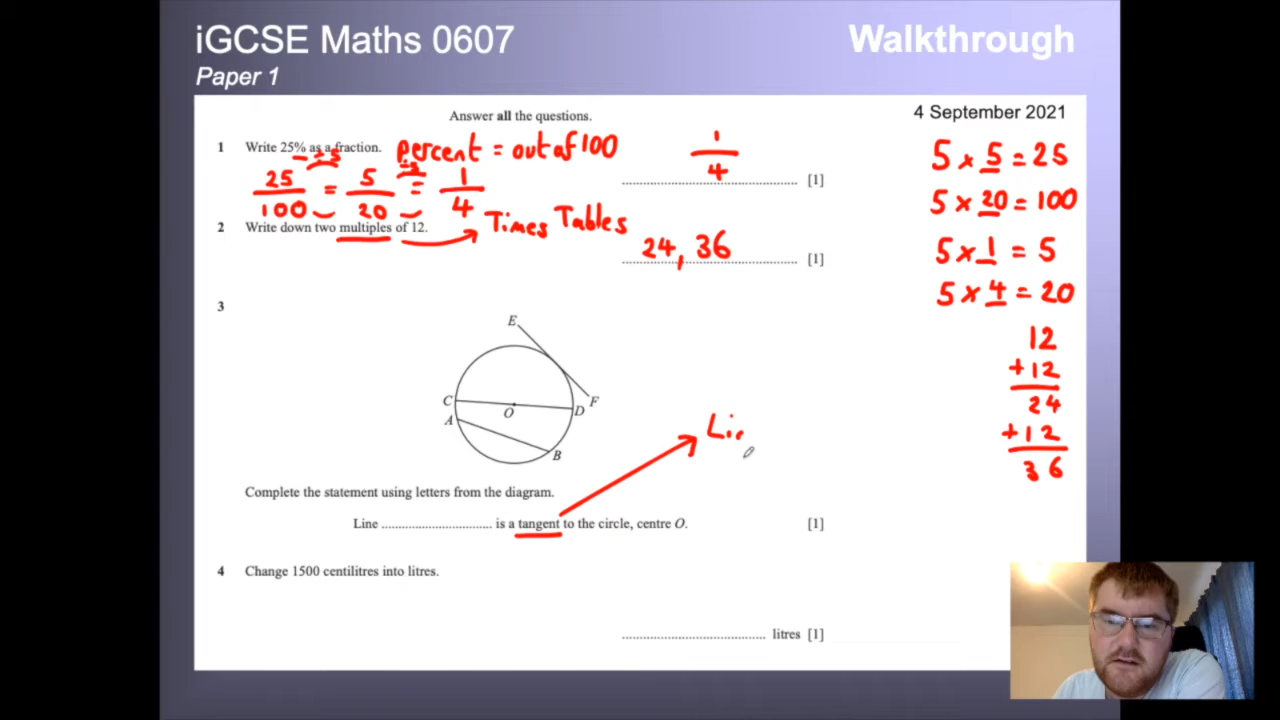 iGCSE Maths 0607
Walkthrough
Paper 1
Answer all the questions.
4 September 2021
1 Write 25% as a fraction.
percent = out of 100
÷5 ÷5
25/100 = 5/20 = 1/4
1/4
.......... [1]
2 Write down two multiples of 12.
Times Tables
24, 36
.......... [1]
5 × 5 = 25
5 × 20 = 100
5 × 1 = 5
5 × 4 = 20
12
+12
24
+12
36
3
E
C
O
D
F
A
B
Lin
Complete the statement using letters from the diagram.
Line .......... is a tangent to the circle, centre O. [1]
4 Change 1500 centilitres into litres.
.......... litres [1]